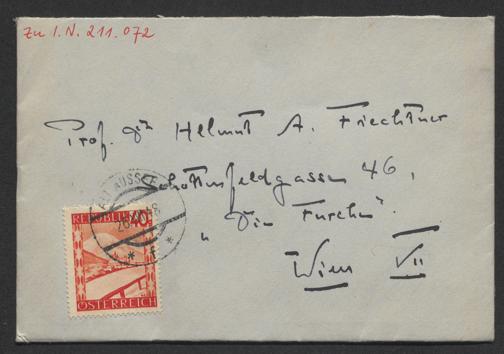 Zu I.N. 211.072
Prof. Dr. Helmut A. Fiechtner
Schottenfeldgasse 46,
"Die Furche".
Wien VII
REPUBLIK 40
ÖSTERREICH